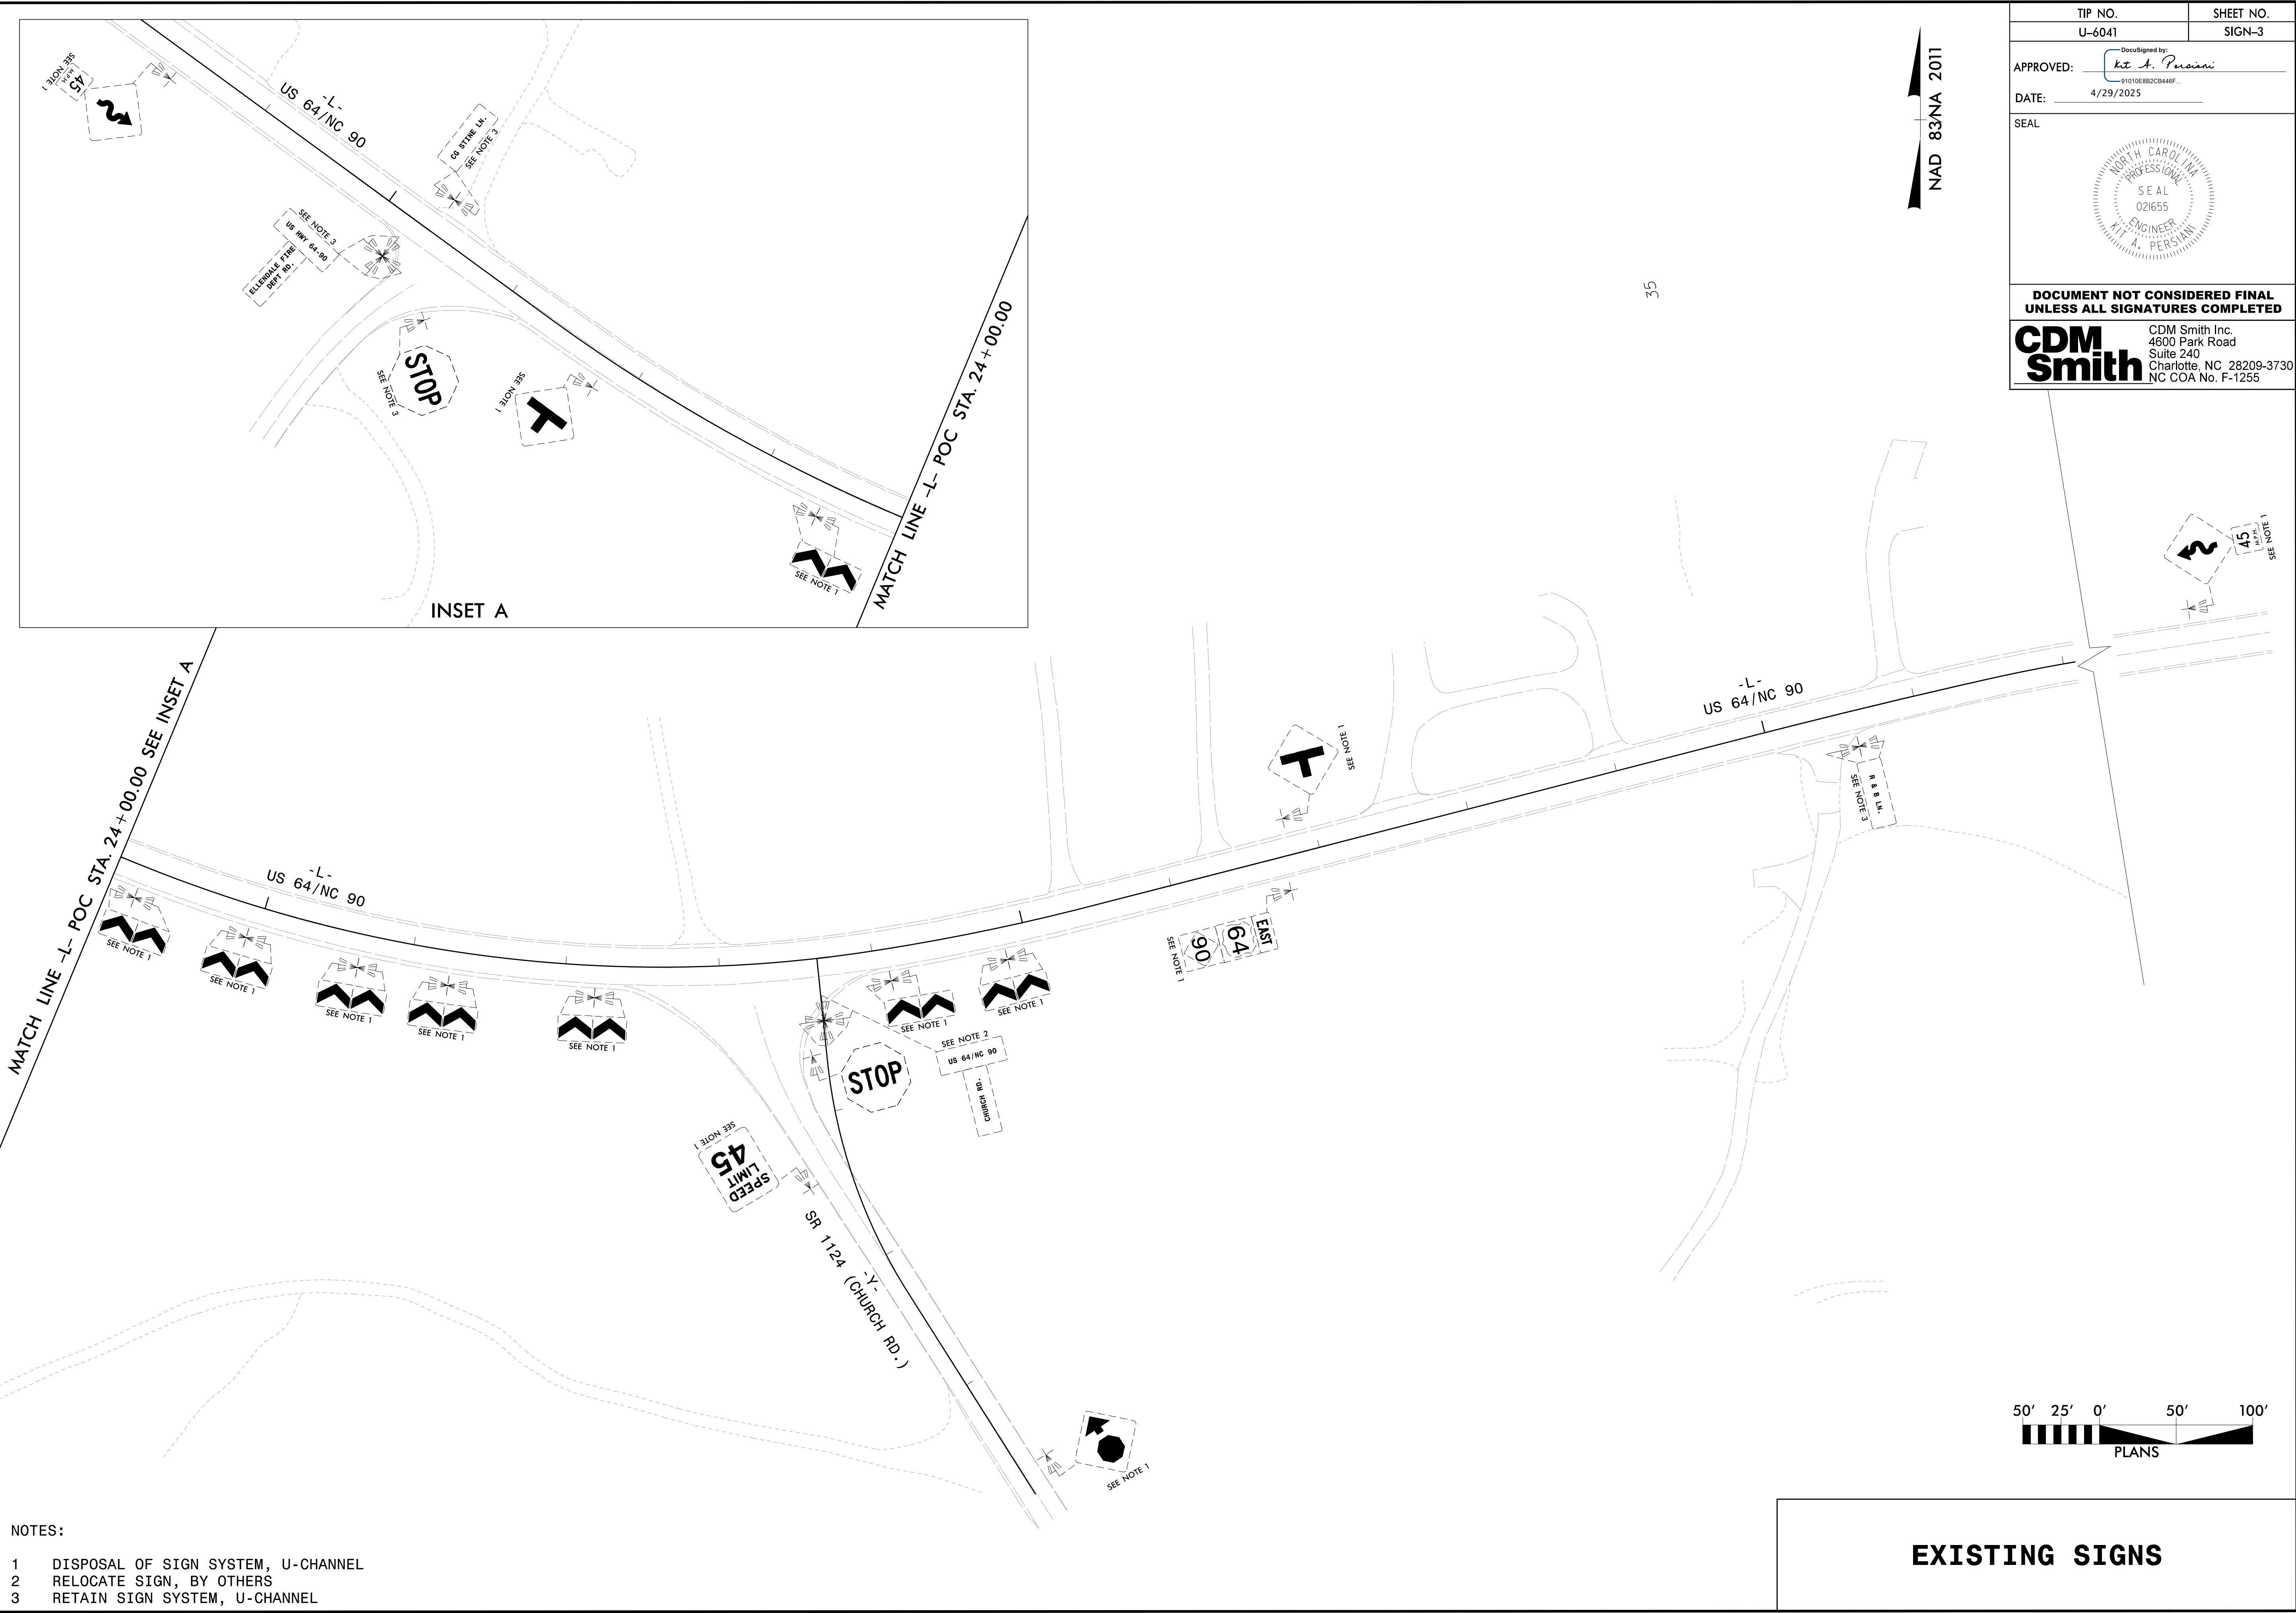 TIP NO.
SHEET NO.
U-6041
SIGN-3
APPROVED:
DocuSigned by:
Kit A. Persiani
91010E8B2CB446F...
DATE:
4/29/2025
SEAL
NORTH CAROLINA
PROFESSIONAL
SEAL
021655
ENGINEER
KIT A. PERSIANI
DOCUMENT NOT CONSIDERED FINAL
UNLESS ALL SIGNATURES COMPLETED
CDM
Smith
CDM Smith Inc.
4600 Park Road
Suite 240
Charlotte, NC 28209-3730
NC COA No. F-1255
NAD 83/NA 2011
35
SEE NOTE 1
45
M.P.H.
-L-
US 64/NC 90
CG STINE LN.
SEE NOTE 3
SEE NOTE 3
US HWY 64-90
ELLENDALE FIRE
DEPT RD.
STOP
SEE NOTE 3
SEE NOTE 1
SEE NOTE 1
MATCH LINE -L- POC STA. 24+00.00
INSET A
MATCH LINE -L- POC STA. 24+00.00 SEE INSET A
-L-
US 64/NC 90
SEE NOTE 1
SEE NOTE 1
SEE NOTE 1
SEE NOTE 1
SEE NOTE 1
SEE NOTE 1
SEE NOTE 1
STOP
SEE NOTE 2
US 64/NC 90
CHURCH RD.
SEE NOTE 1
SPEED
LIMIT
45
-Y-
SR 1124 (CHURCH RD.)
SEE NOTE 1
EAST
64
90
SEE NOTE 1
SEE NOTE 1
-L-
US 64/NC 90
R & B LN.
SEE NOTE 3
45
M.P.H.
SEE NOTE 1
50' 25' 0' 50' 100'
PLANS
NOTES:
1 DISPOSAL OF SIGN SYSTEM, U-CHANNEL
2 RELOCATE SIGN, BY OTHERS
3 RETAIN SIGN SYSTEM, U-CHANNEL
EXISTING SIGNS